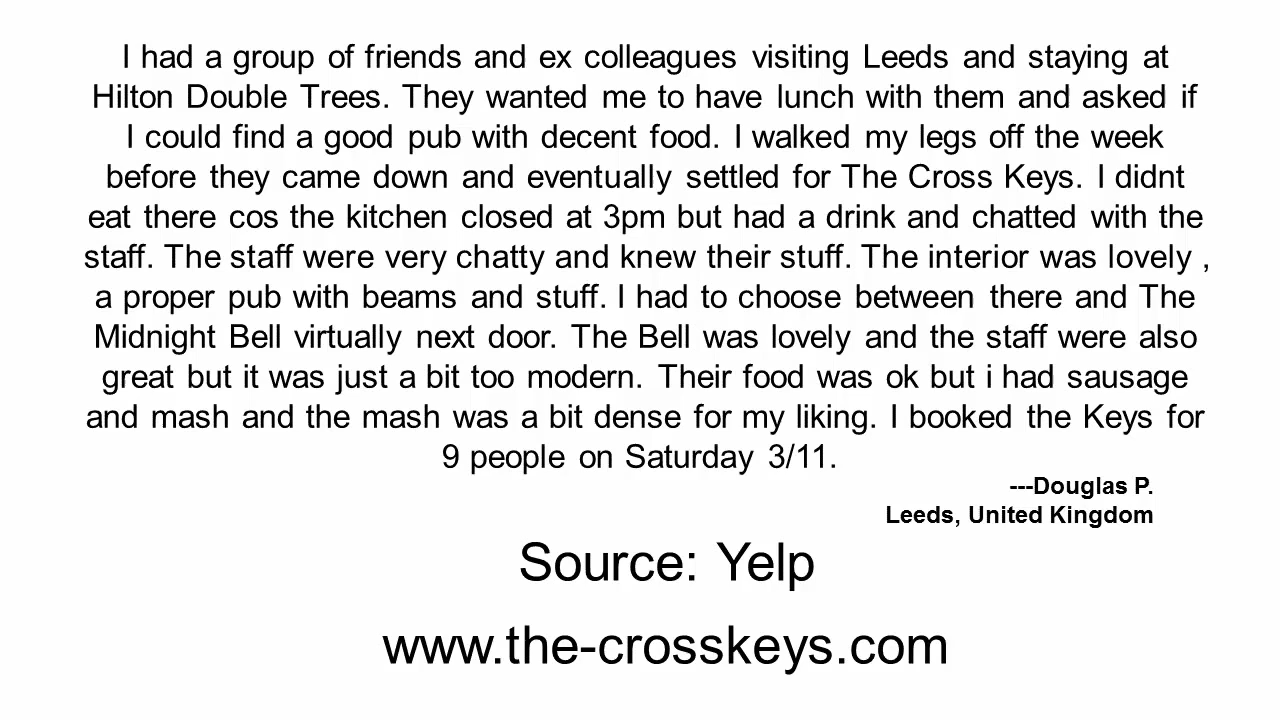 I had a group of friends and ex colleagues visiting Leeds and staying at
Hilton Double Trees. They wanted me to have lunch with them and asked if
I could find a good pub with decent food. I walked my legs off the week
before they came down and eventually settled for The Cross Keys. I didnt
eat there cos the kitchen closed at 3pm but had a drink and chatted with the
staff. The staff were very chatty and knew their stuff. The interior was lovely ,
a proper pub with beams and stuff. I had to choose between there and The
Midnight Bell virtually next door. The Bell was lovely and the staff were also
great but it was just a bit too modern. Their food was ok but i had sausage
and mash and the mash was a bit dense for my liking. I booked the Keys for
9 people on Saturday 3/11.
---Douglas P.
Leeds, United Kingdom
Source: Yelp
www.the-crosskeys.com